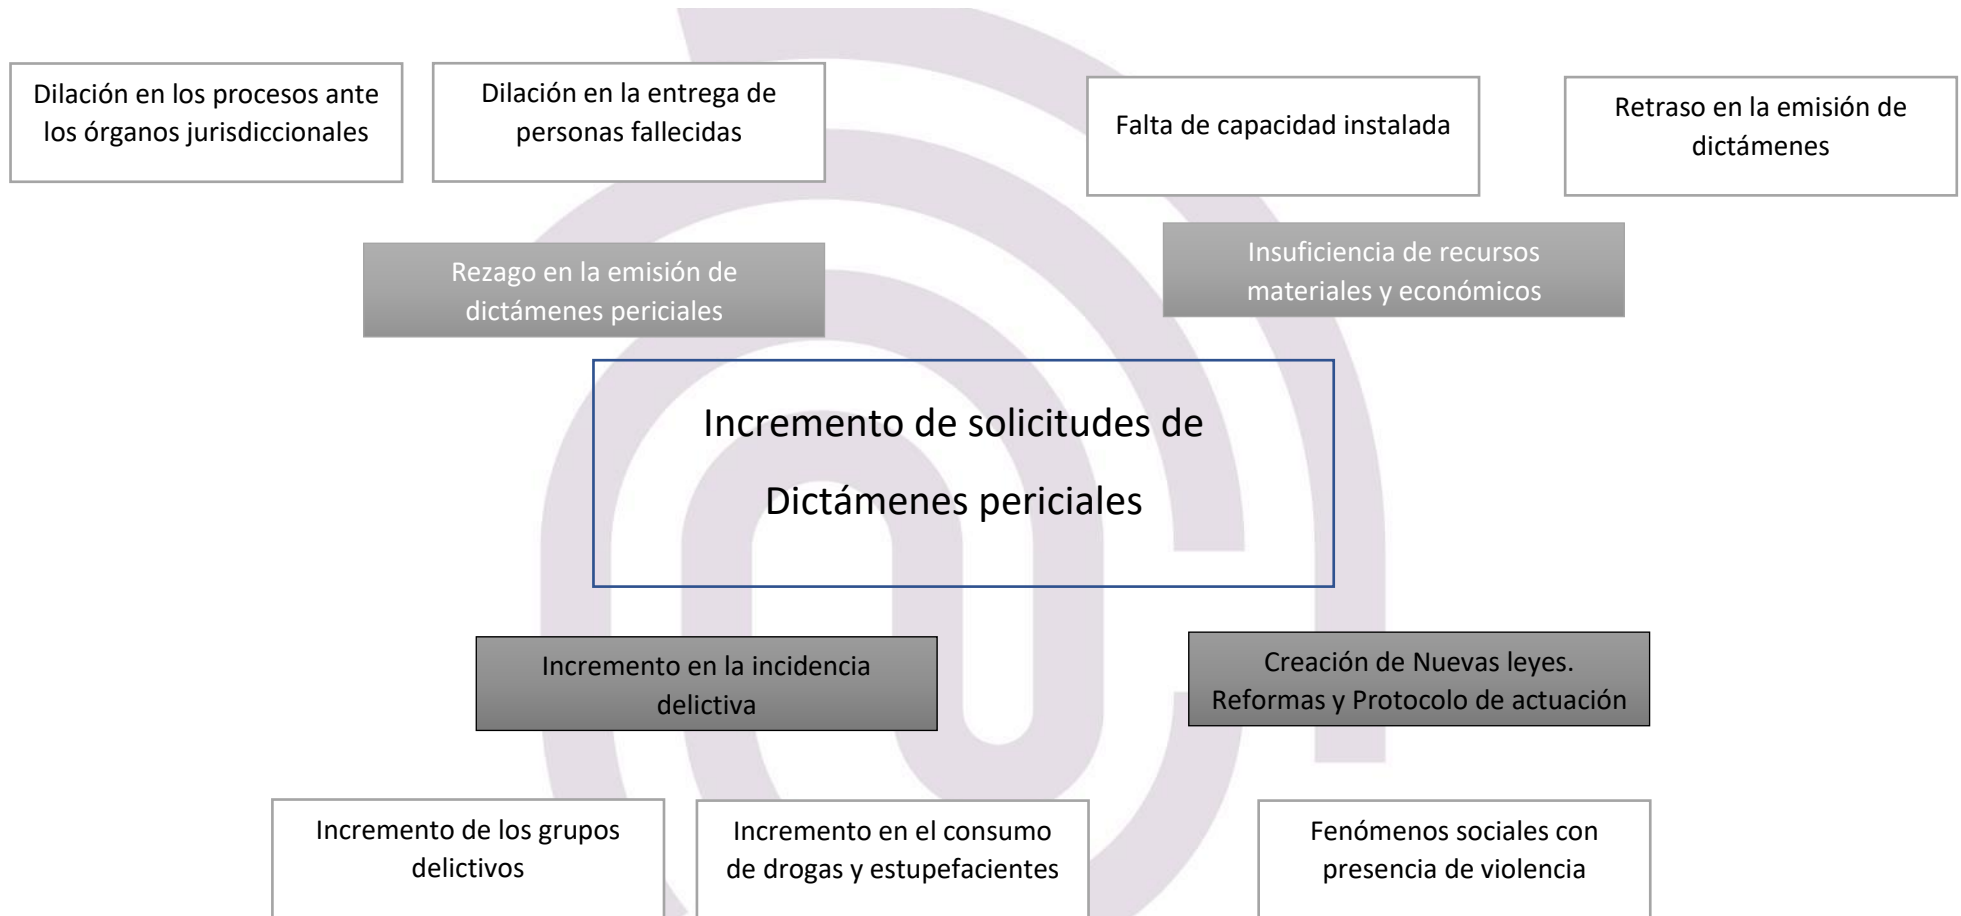 Dilación en los procesos ante
los órganos jurisdiccionales
Dilación en la entrega de
personas fallecidas
Falta de capacidad instalada
Retraso en la emisión de
dictámenes
Rezago en la emisión de
dictámenes periciales
Insuficiencia de recursos
materiales y económicos
Incremento de solicitudes de
Dictámenes periciales
Incremento en la incidencia
delictiva
Creación de Nuevas leyes.
Reformas y Protocolo de actuación
Incremento de los grupos
delictivos
Incremento en el consumo
de drogas y estupefacientes
Fenómenos sociales con
presencia de violencia